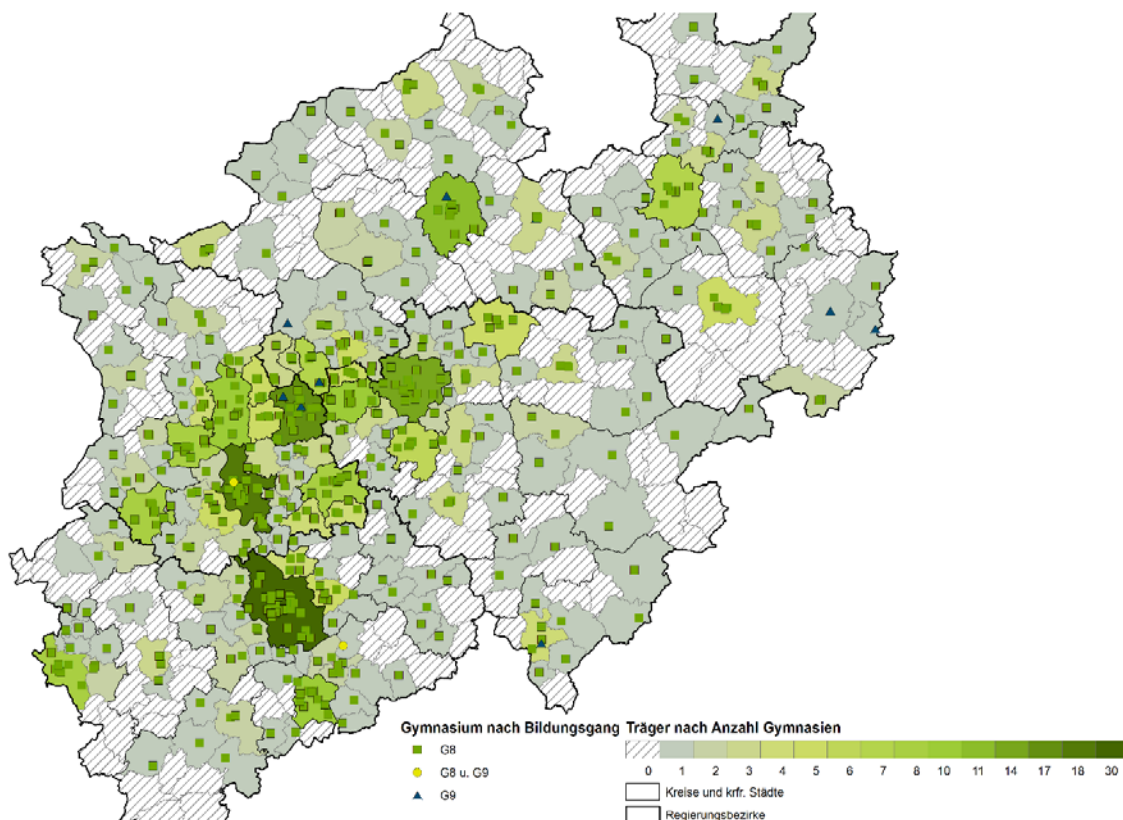 Gymnasium nach Bildungsgang
G8
G8 u. G9
G9
Träger nach Anzahl Gymnasien
0 1 2 3 4 5 6 7 8 10 11 14 17 18 30
Kreise und krfr. Städte
Regierungsbezirke